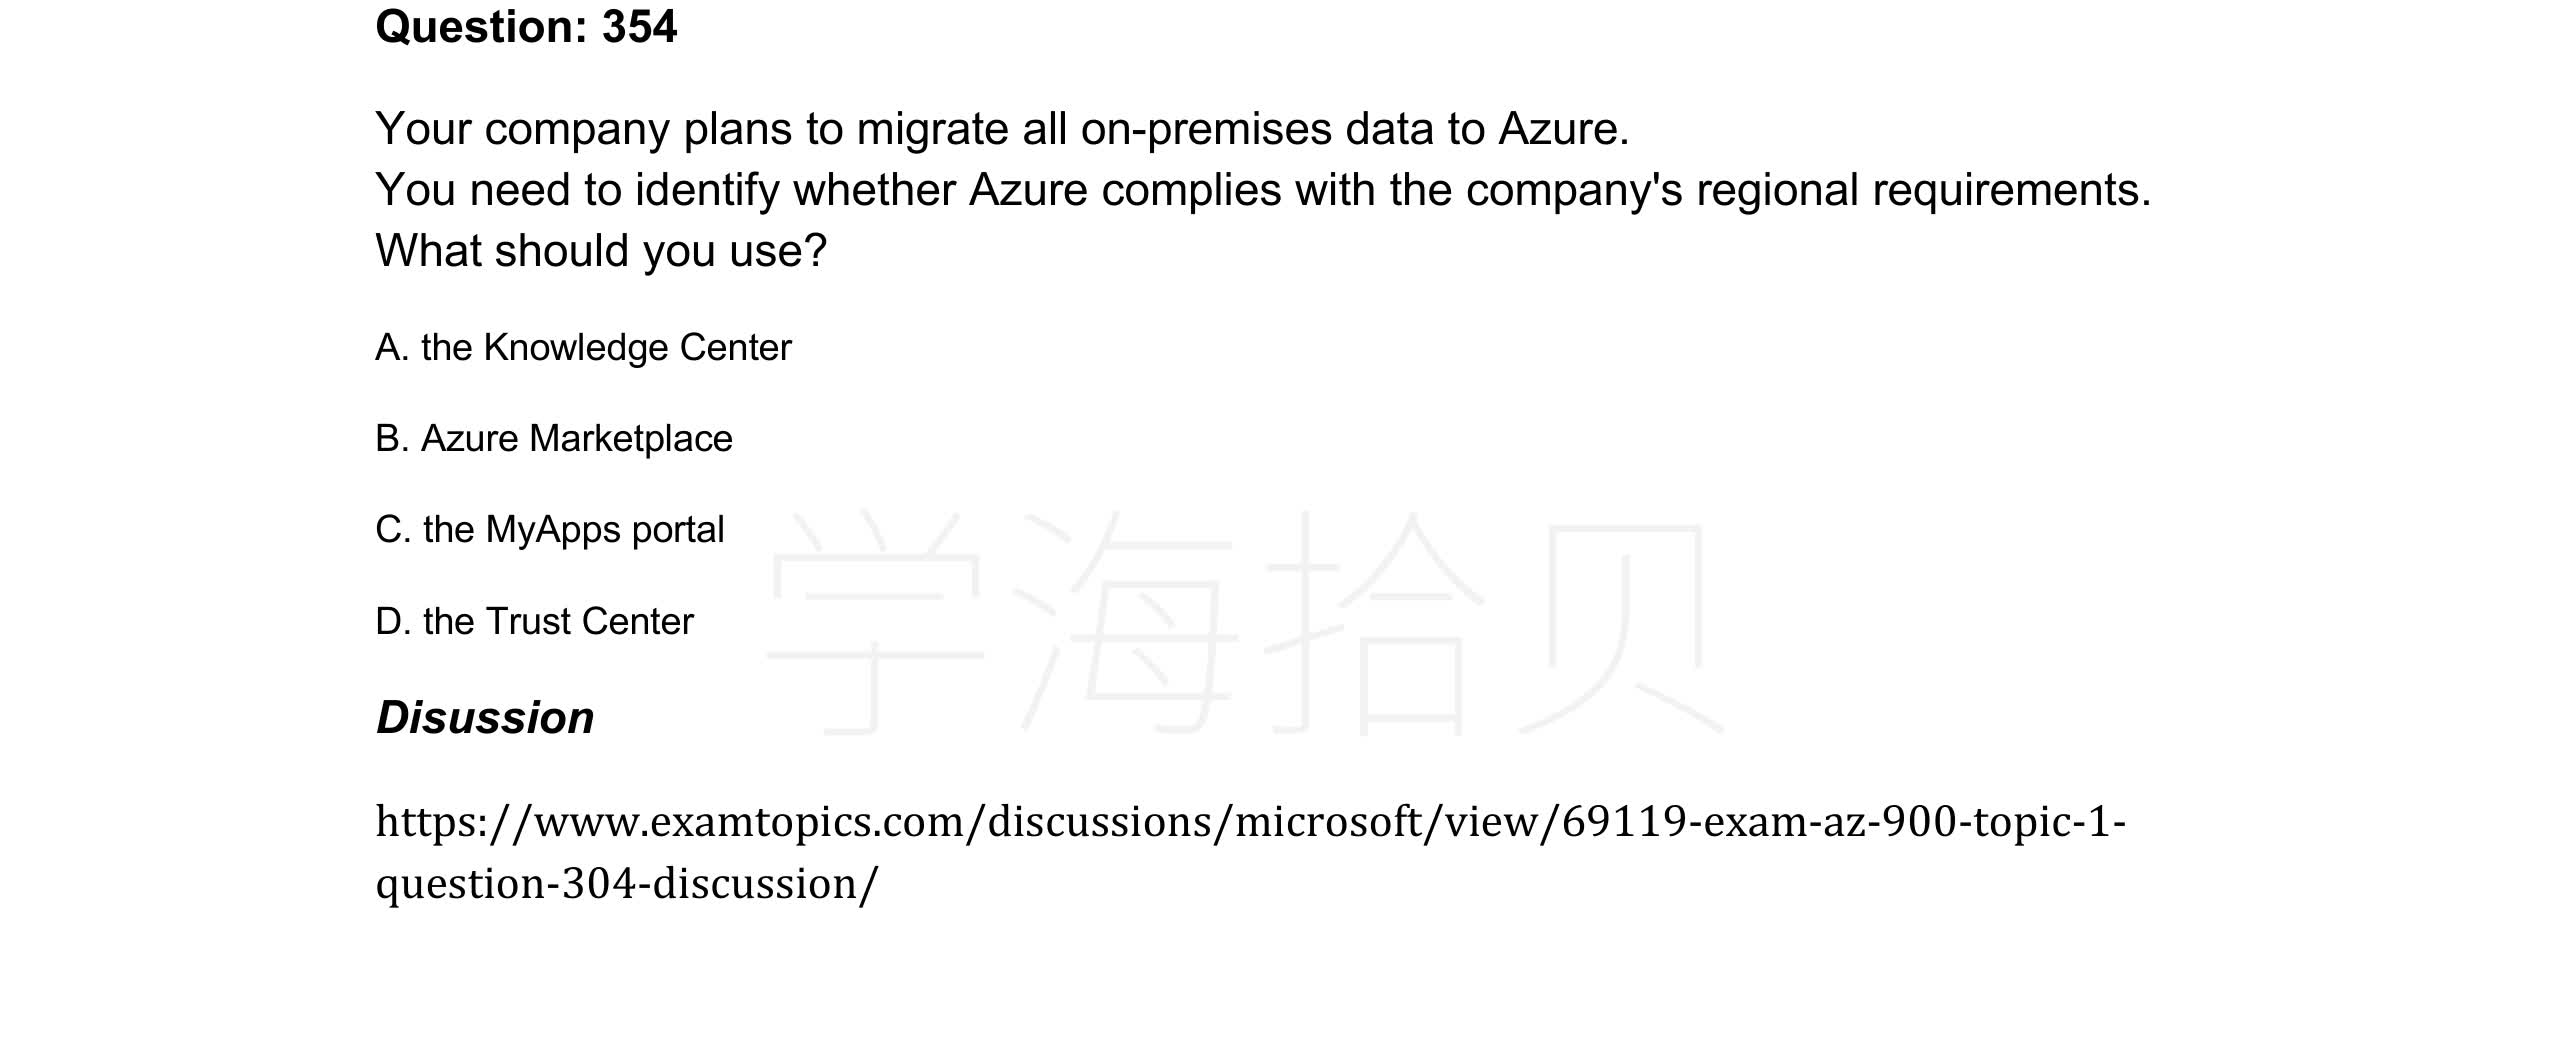 Question: 354
Your company plans to migrate all on-premises data to Azure.
You need to identify whether Azure complies with the company's regional requirements.
What should you use?
A. the Knowledge Center
B. Azure Marketplace
C. the MyApps portal
D. the Trust Center
学海拾贝
Disussion
https://www.examtopics.com/discussions/microsoft/view/69119-exam-az-900-topic-1-
question-304-discussion/